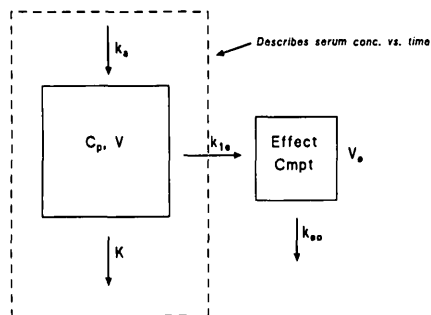 Describes serum conc. vs. time
kₐ
Cₚ, V
k₁ₑ
Effect
Cmpt
Vₑ
K
kₑₒ